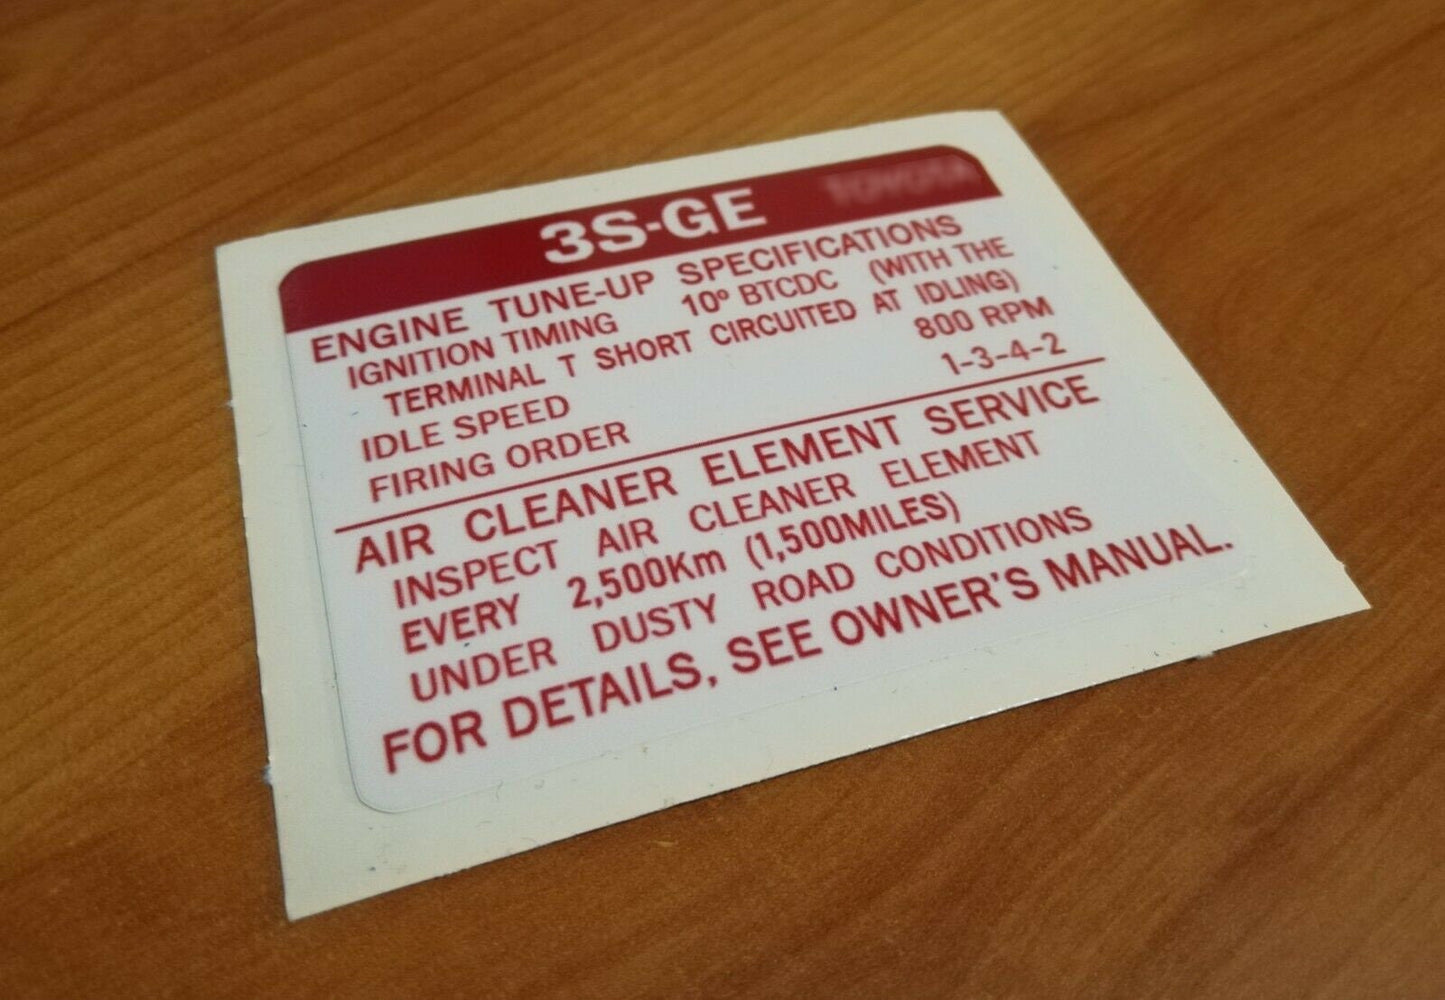 3S-GE TOYOTA
ENGINE TUNE-UP SPECIFICATIONS
IGNITION TIMING 10º BTCDC (WITH THE
TERMINAL T SHORT CIRCUITED AT IDLING)
IDLE SPEED 800 RPM
FIRING ORDER 1-3-4-2
AIR CLEANER ELEMENT SERVICE
INSPECT AIR CLEANER ELEMENT
EVERY 2,500Km (1,500MILES)
UNDER DUSTY ROAD CONDITIONS
FOR DETAILS, SEE OWNER'S MANUAL.